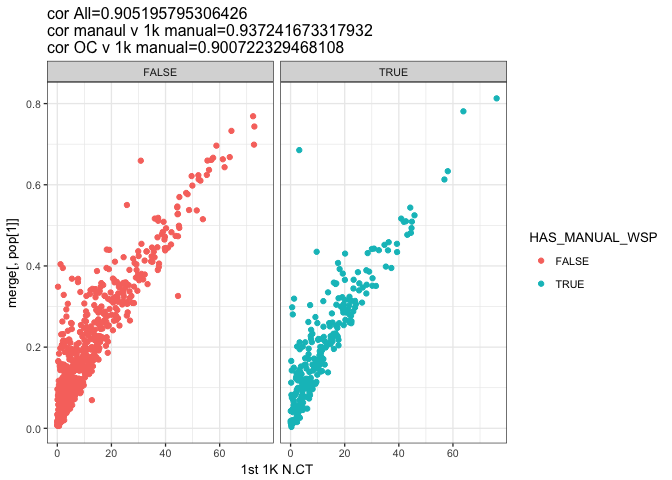 cor All=0.905195795306426
cor manaul v 1k manual=0.937241673317932
cor OC v 1k manual=0.900722329468108
FALSE
TRUE
merge[, pop[1]]
0.8
0.6
0.4
0.2
0.0
0
20
40
60
0
20
40
60
1st 1K N.CT
HAS_MANUAL_WSP
FALSE
TRUE